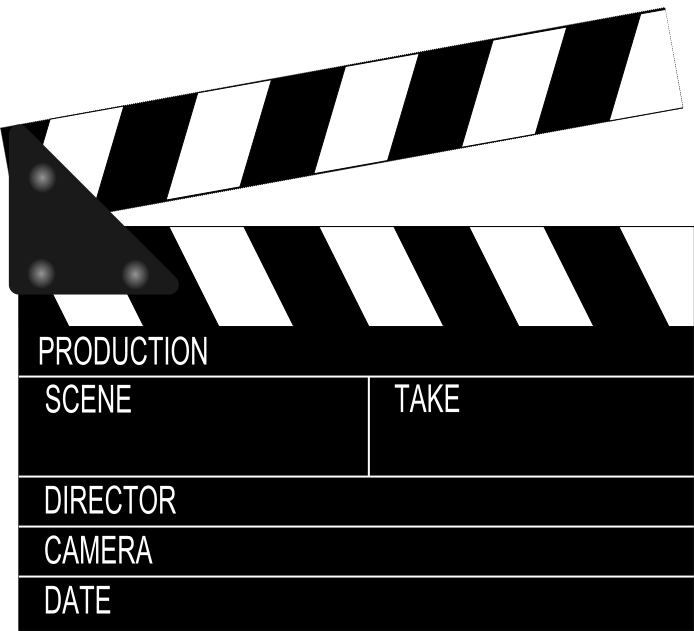 PRODUCTION
SCENE TAKE
DIRECTOR
CAMERA
DATE